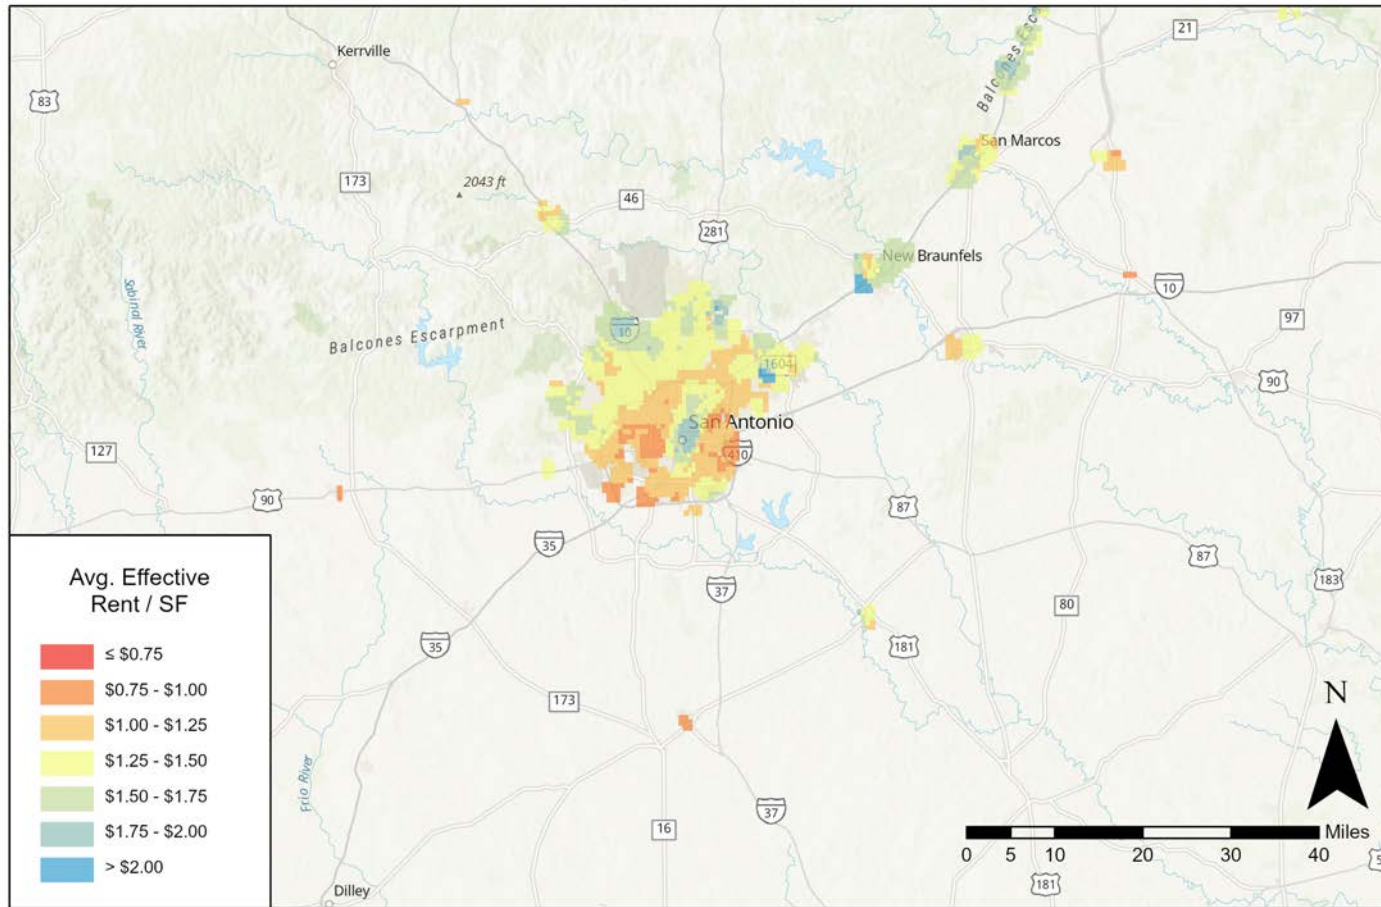 Kerrville
21
83
Balcones Esc
San Marcos
173
2043 ft
46
281
New Braunfels
10
Sabinal River
97
Balcones Escarpment
10
1604
90
San Antonio
127
410
90
87
35
87
183
37
80
35
181
173
Frio River
37
16
181
5
Dilley
Avg. Effective
Rent / SF
≤ $0.75
$0.75 - $1.00
$1.00 - $1.25
$1.25 - $1.50
$1.50 - $1.75
$1.75 - $2.00
> $2.00
N
Miles
0 5 10 20 30 40